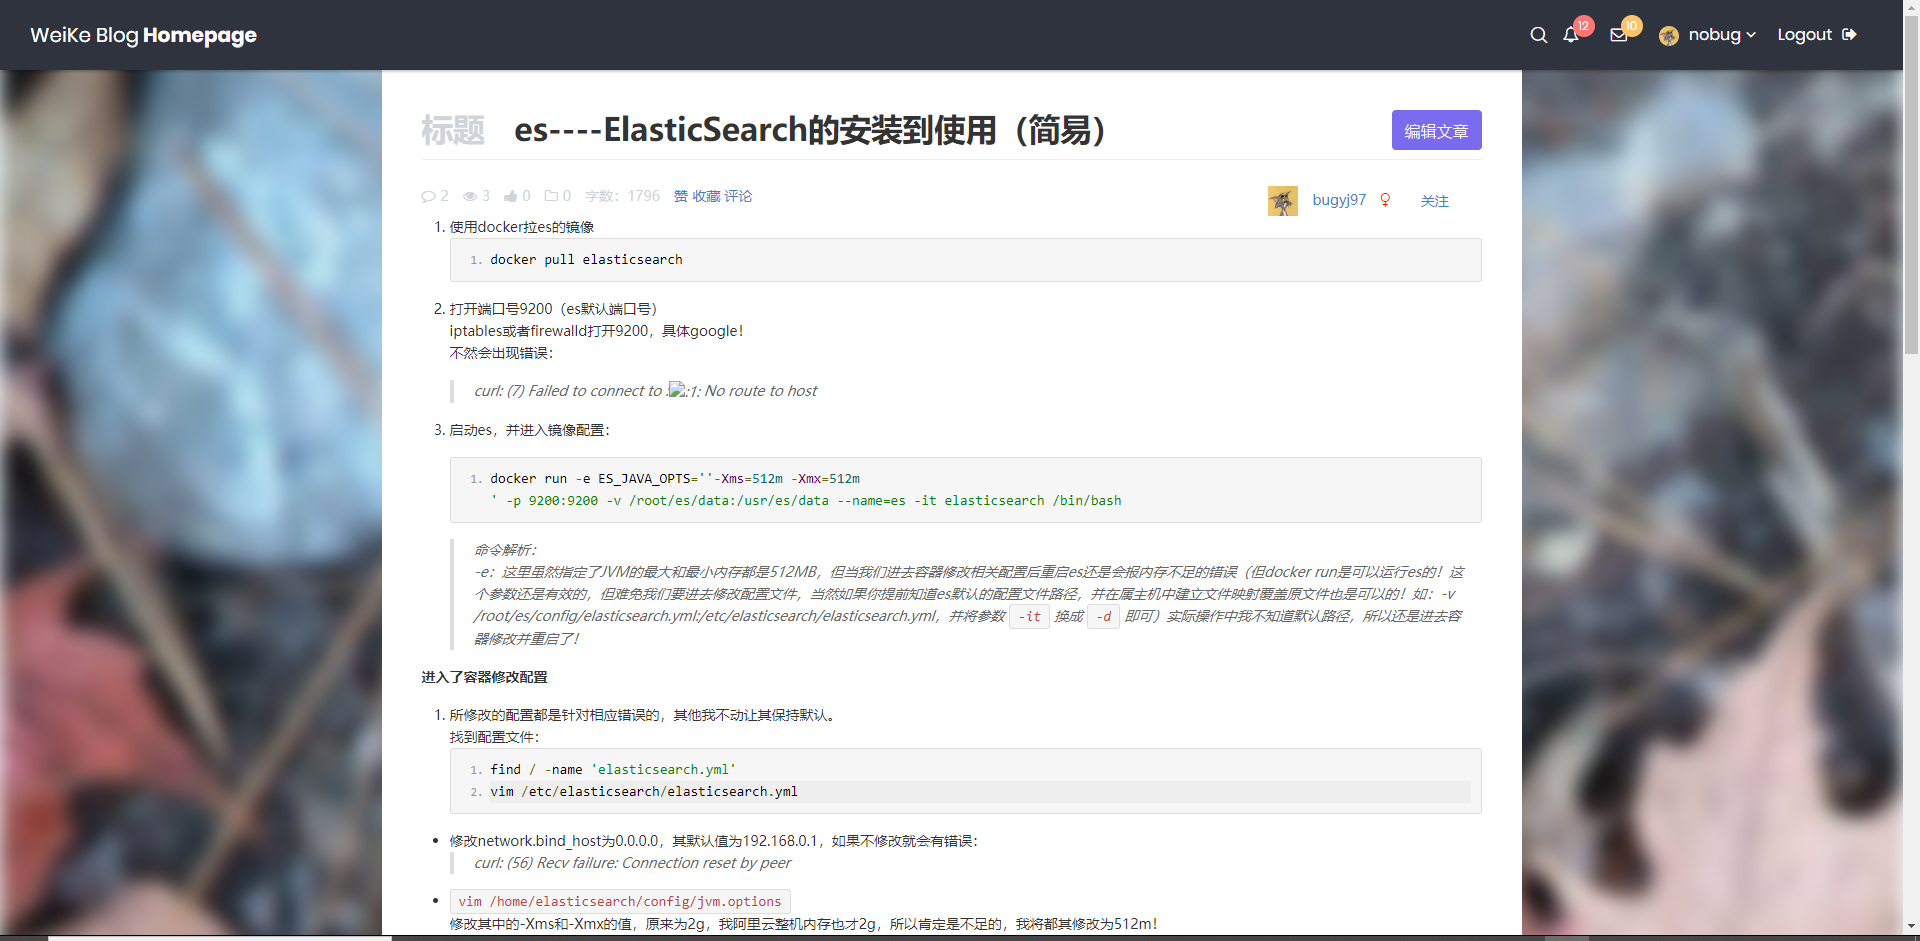 WeiKe Blog Homepage
12
10
nobug
Logout
标题 es----ElasticSearch的安装到使用（简易）
编辑文章
2 3 0 0 字数：1796 赞 收藏 评论
bugyj97 ♀ 关注
1. 使用docker拉es的镜像
1. docker pull elasticsearch
2. 打开端口号9200（es默认端口号）
iptables或者firewalld打开9200，具体google！
不然会出现错误：
curl: (7) Failed to connect to ::1: No route to host
3. 启动es，并进入镜像配置：
1. docker run -e ES_JAVA_OPTS=''-Xms=512m -Xmx=512m
' -p 9200:9200 -v /root/es/data:/usr/es/data --name=es -it elasticsearch /bin/bash
命令解析：
-e：这里虽然指定了JVM的最大和最小内存都是512MB，但当我们进去容器修改相关配置后重启es还是会报内存不足的错误（但docker run是可以运行es的！这
个参数还是有效的，但难免我们要进去修改配置文件，当然如果你提前知道es默认的配置文件路径，并在属主机中建立文件映射覆盖原文件也是可以的！如：-v
/root/es/config/elasticsearch.yml:/etc/elasticsearch/elasticsearch.yml，并将参数 -it 换成 -d 即可）实际操作中我不知道默认路径，所以还是进去容
器修改并重启了！
进入了容器修改配置
1. 所修改的配置都是针对相应错误的，其他我不动让其保持默认。
找到配置文件：
1. find / -name 'elasticsearch.yml'
2. vim /etc/elasticsearch/elasticsearch.yml
• 修改network.bind_host为0.0.0.0，其默认值为192.168.0.1，如果不修改就会有错误：
curl: (56) Recv failure: Connection reset by peer
• vim /home/elasticsearch/config/jvm.options
修改其中的-Xms和-Xmx的值，原来为2g，我阿里云整机内存也才2g，所以肯定是不足的，我将都其修改为512m！